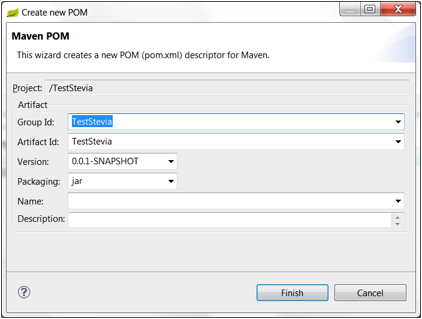 Create new POM
Maven POM
This wizard creates a new POM (pom.xml) descriptor for Maven.
Project: /TestStevia
Artifact
Group Id: TestStevia
Artifact Id: TestStevia
Version: 0.0.1-SNAPSHOT
Packaging: jar
Name:
Description:
? Finish Cancel